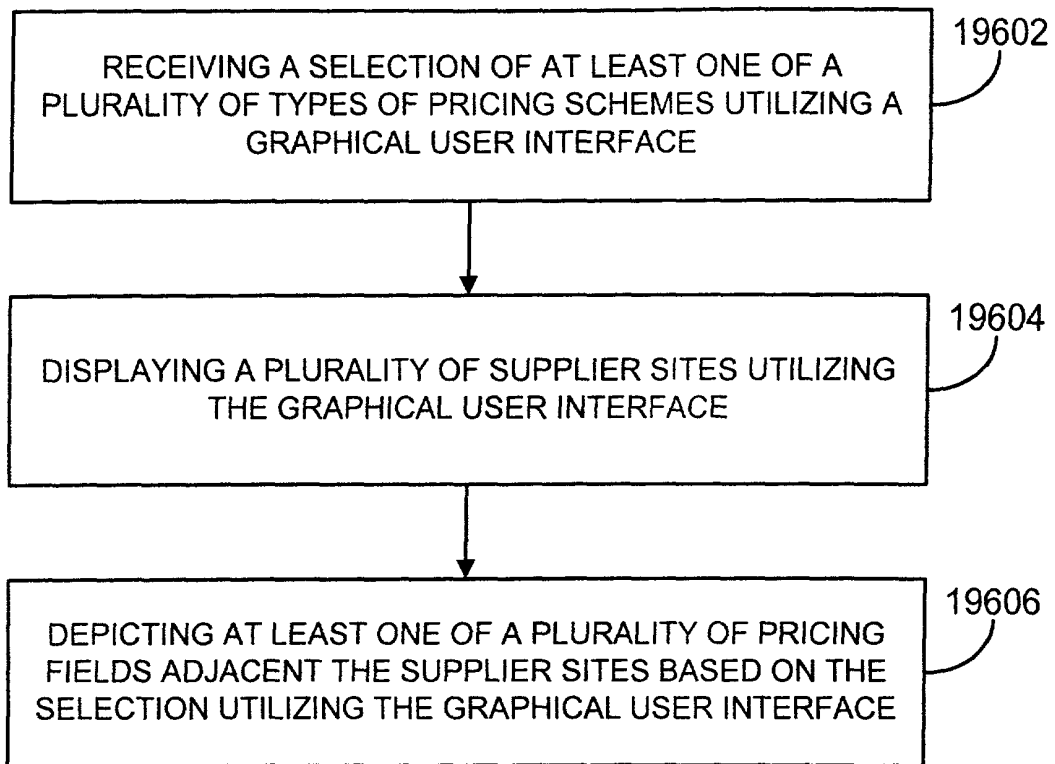 19602
RECEIVING A SELECTION OF AT LEAST ONE OF A
PLURALITY OF TYPES OF PRICING SCHEMES UTILIZING A
GRAPHICAL USER INTERFACE
19604
DISPLAYING A PLURALITY OF SUPPLIER SITES UTILIZING
THE GRAPHICAL USER INTERFACE
19606
DEPICTING AT LEAST ONE OF A PLURALITY OF PRICING
FIELDS ADJACENT THE SUPPLIER SITES BASED ON THE
SELECTION UTILIZING THE GRAPHICAL USER INTERFACE